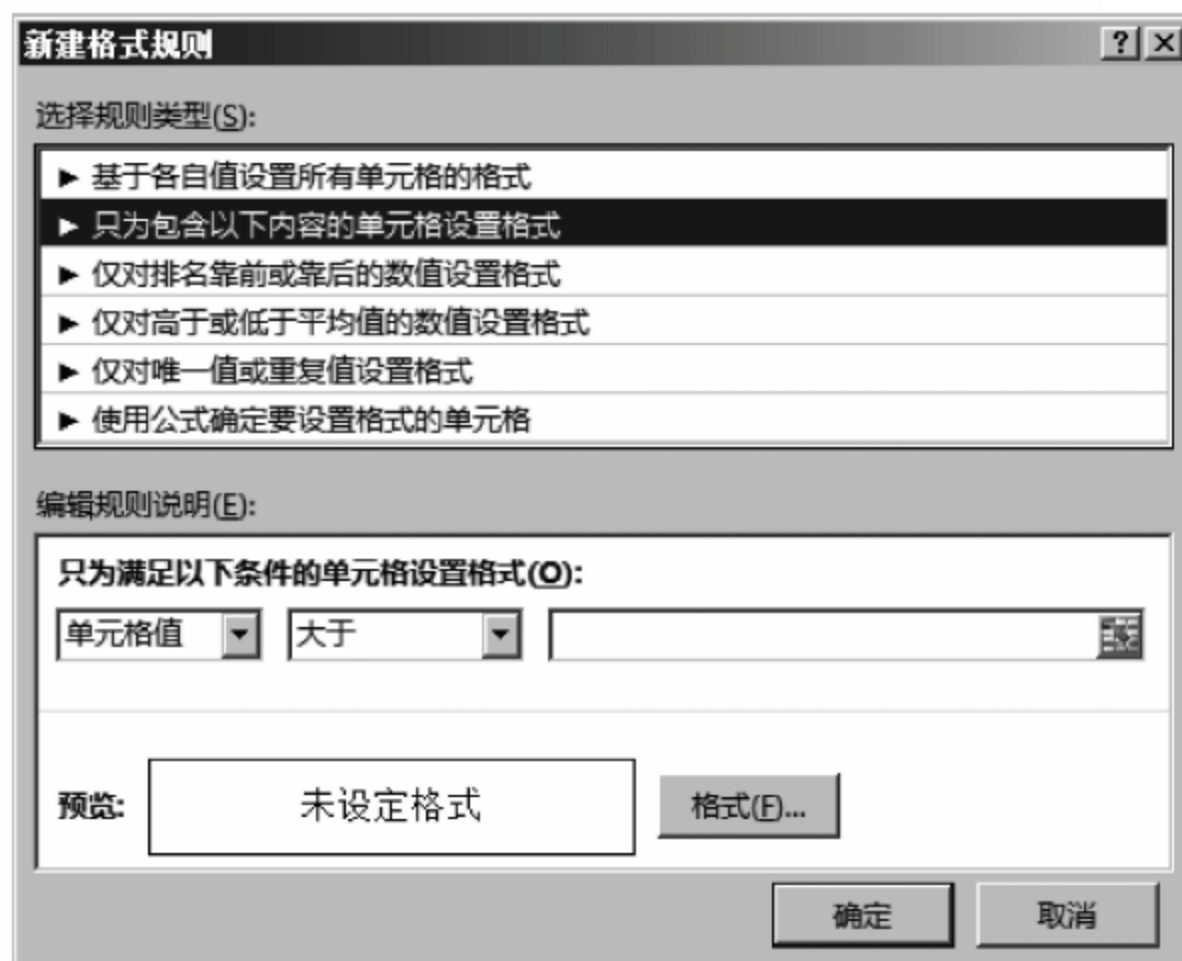 新建格式规则
选择规则类型(S):
► 基于各自值设置所有单元格的格式
► 只为包含以下内容的单元格设置格式
► 仅对排名靠前或靠后的数值设置格式
► 仅对高于或低于平均值的数值设置格式
► 仅对唯一值或重复值设置格式
► 使用公式确定要设置格式的单元格
编辑规则说明(E):
只为满足以下条件的单元格设置格式(O):
单元格值 大于
预览: 未设定格式 格式(F)...
确定 取消